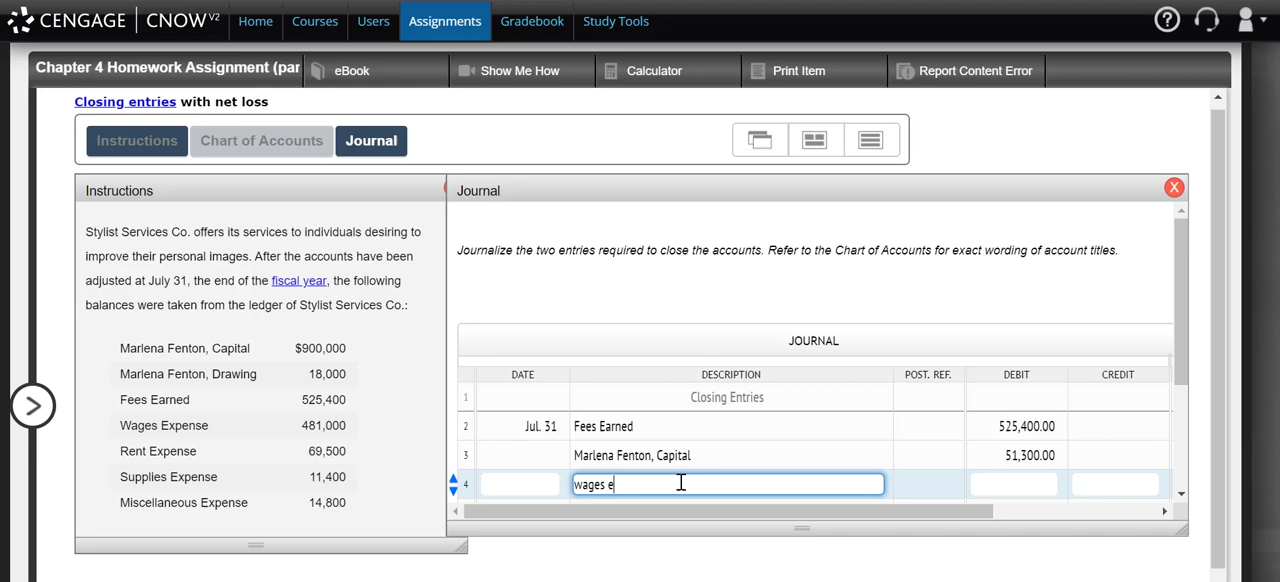 CENGAGE | CNOWV2 Home Courses Users Assignments Gradebook Study Tools
Chapter 4 Homework Assignment (par eBook Show Me How Calculator Print Item Report Content Error
Closing entries with net loss
Instructions Chart of Accounts Journal
Instructions
Stylist Services Co. offers its services to individuals desiring to
improve their personal images. After the accounts have been
adjusted at July 31, the end of the fiscal year, the following
balances were taken from the ledger of Stylist Services Co.:
Marlena Fenton, Capital $900,000
Marlena Fenton, Drawing 18,000
Fees Earned 525,400
Wages Expense 481,000
Rent Expense 69,500
Supplies Expense 11,400
Miscellaneous Expense 14,800
Journal X
Journalize the two entries required to close the accounts. Refer to the Chart of Accounts for exact wording of account titles.
JOURNAL
DATE DESCRIPTION POST. REF. DEBIT CREDIT
1 Closing Entries
2 Jul. 31 Fees Earned 525,400.00
3 Marlena Fenton, Capital 51,300.00
4 wages e